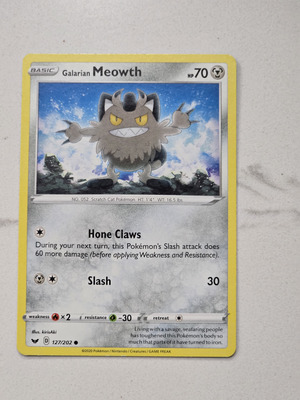 BASIC
Galarian Meowth
HP 70
NO. 052 Scratch Cat Pokémon HT: 1'4" WT: 16.5 lbs
Hone Claws
During your next turn, this Pokémon's Slash attack does
60 more damage (before applying Weakness and Resistance).
Slash 30
weakness ×2 resistance -30 retreat
Illus. kirisAki
D 127/202 ●
Living with a savage, seafaring people has
toughened this Pokémon's body so
much that parts of it have turned to iron.
©2020 Pokémon / Nintendo / Creatures / GAME FREAK